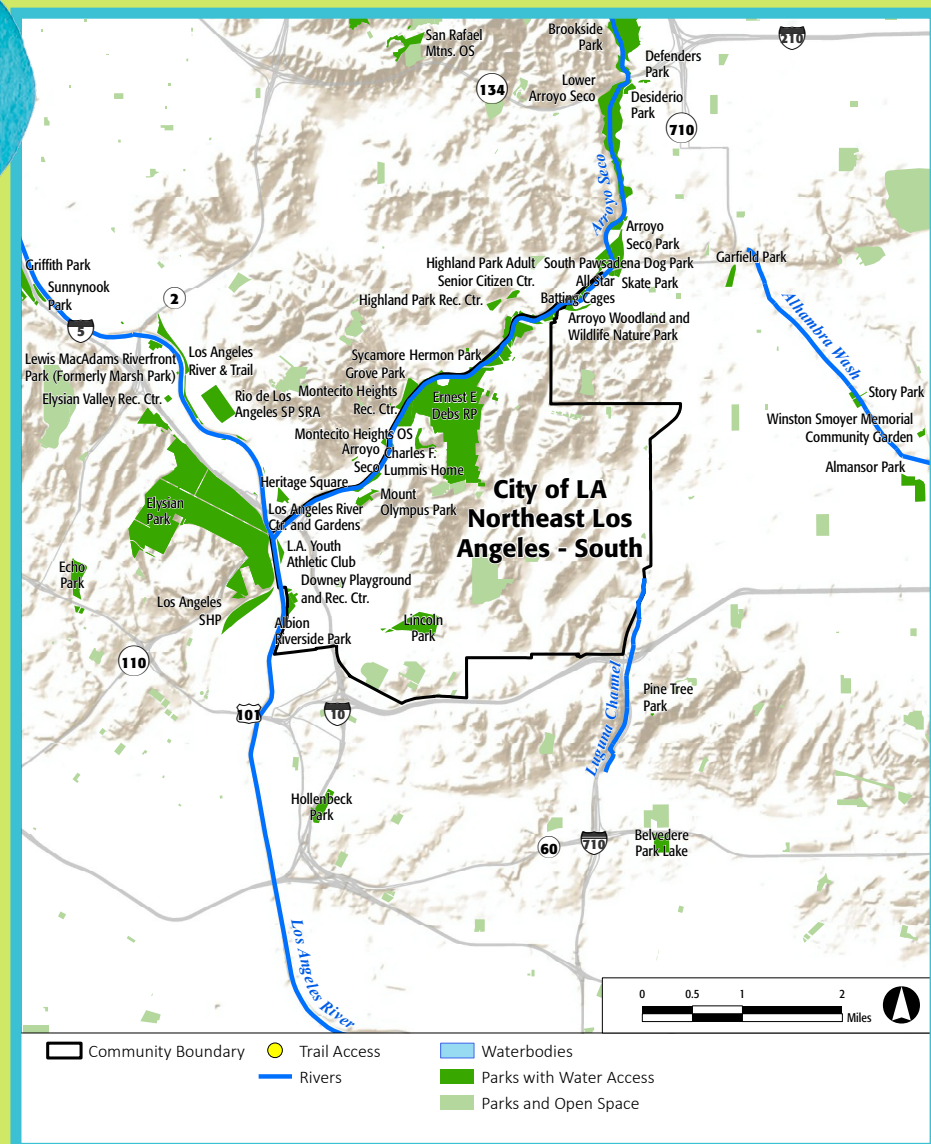 San Rafael
Mtns. OS
Brookside
Park
210
Defenders
Park
134
Lower
Arroyo Seco
Desiderio
Park
710
Arroyo Seco
Arroyo
Seco Park
Griffith Park
Sunnynook
Park
Highland Park Adult
Senior Citizen Ctr.
South Pawsadena Dog Park
Garfield Park
All Star
Batting Cages
Skate Park
Highland Park Rec. Ctr.
2
5
Arroyo Woodland and
Wildlife Nature Park
Alhambra Wash
Lewis MacAdams Riverfront
Park (Formerly Marsh Park)
Los Angeles
River & Trail
Sycamore Hermon Park
Grove Park
Elysian Valley Rec. Ctr.
Rio de Los
Angeles SP SRA
Montecito Heights
Rec. Ctr.
Ernest E
Debs RP
Story Park
Winston Smoyer Memorial
Community Garden
Montecito Heights OS
Arroyo
Seco
Charles F.
Lummis Home
Almansor Park
Heritage Square
Mount
Olympus Park
City of LA
Northeast Los
Angeles - South
Elysian
Park
Los Angeles River
Ctr. and Gardens
L.A. Youth
Athletic Club
Echo
Park
Downey Playground
and Rec. Ctr.
Los Angeles
SHP
Albion
Riverside Park
Lincoln
Park
110
101
10
Luguna Channel
Pine Tree
Park
Hollenbeck
Park
60
710
Belvedere
Park Lake
Los Angeles River
0 0.5 1 2
Miles
Community Boundary
Trail Access
Rivers
Waterbodies
Parks with Water Access
Parks and Open Space